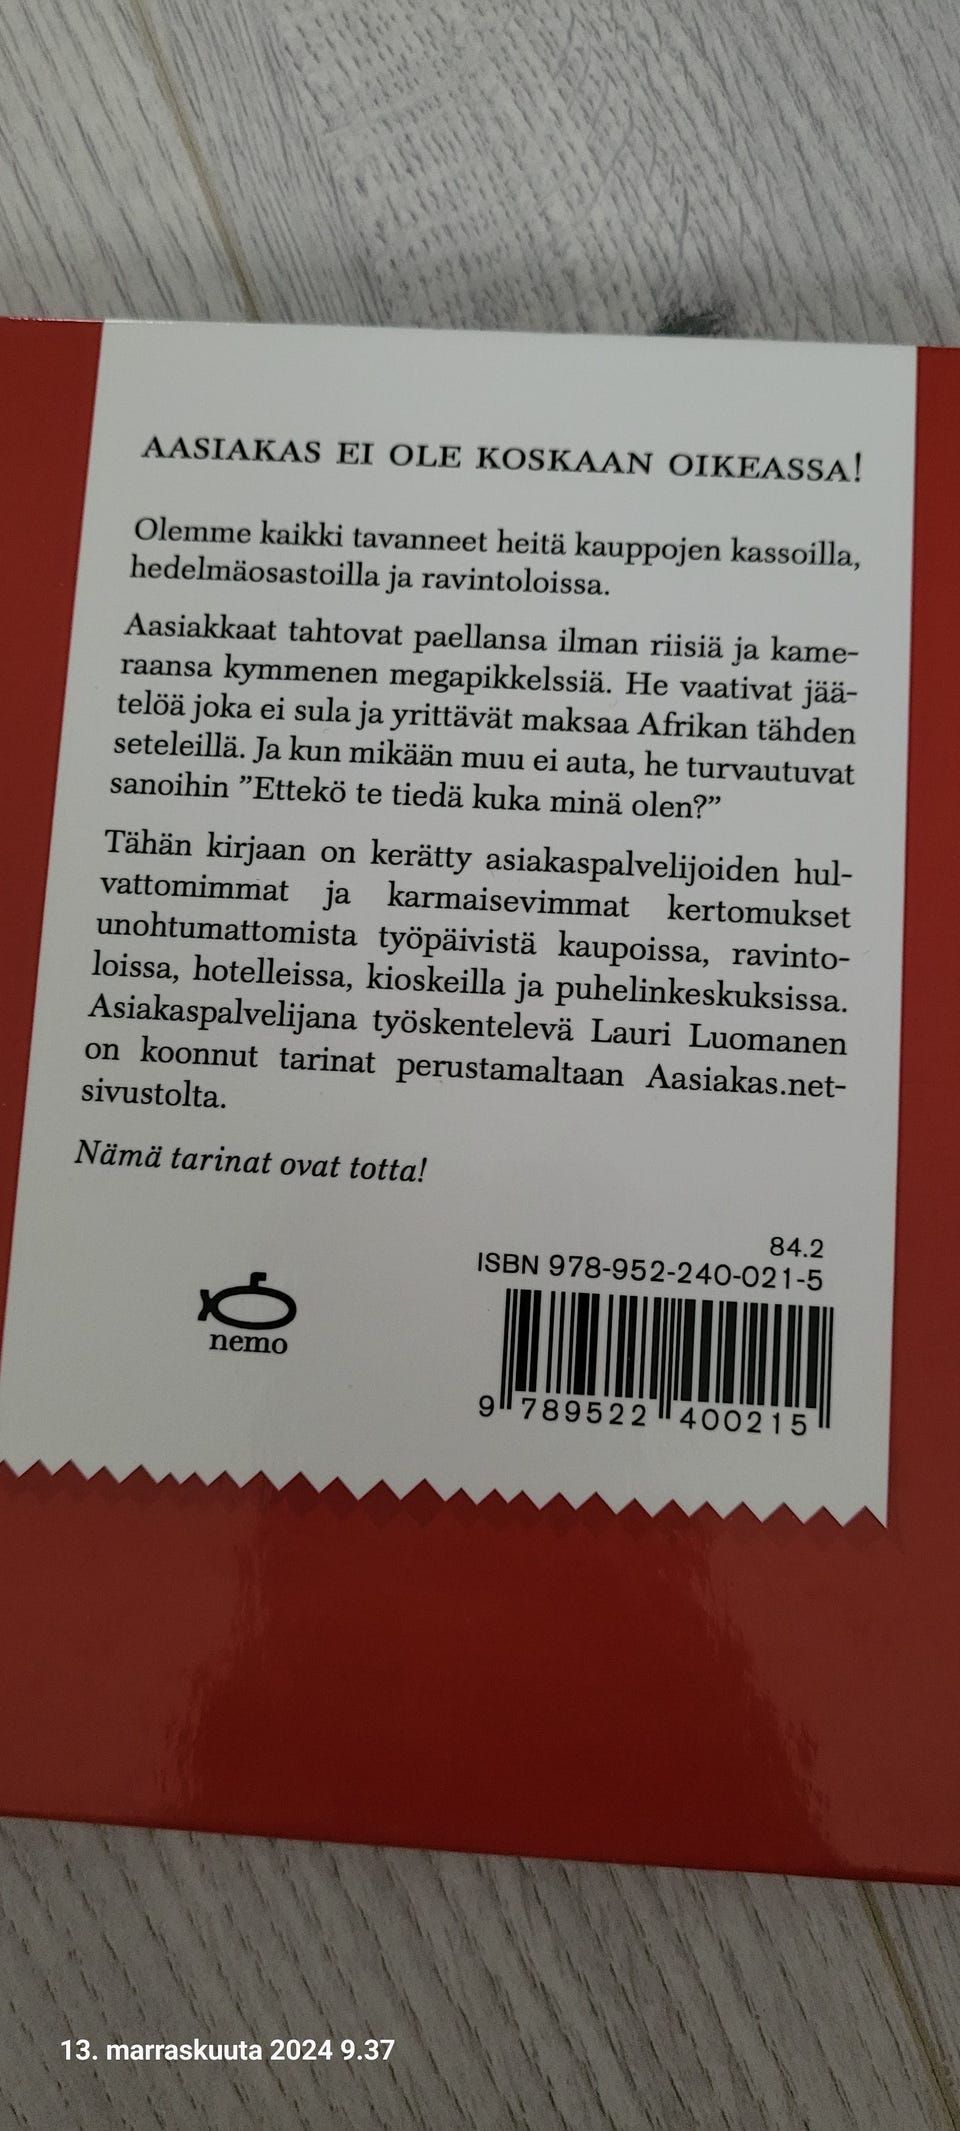 AASIAKAS EI OLE KOSKAAN OIKEASSA!
Olemme kaikki tavanneet heitä kauppojen kassoilla,
hedelmäosastoilla ja ravintoloissa.
Aasiakkaat tahtovat paellansa ilman riisiä ja kame-
raansa kymmenen megapikkelssiä. He vaativat jää-
telöä joka ei sula ja yrittävät maksaa Afrikan tähden
seteleillä. Ja kun mikään muu ei auta, he turvautuvat
sanoihin ”Ettekö te tiedä kuka minä olen?”
Tähän kirjaan on kerätty asiakaspalvelijoiden hul-
vattomimmat ja karmaisevimmat kertomukset
unohtumattomista työpäivistä kaupoissa, ravinto-
loissa, hotelleissa, kioskeilla ja puhelinkeskuksissa.
Asiakaspalvelijana työskentelevä Lauri Luomanen
on koonnut tarinat perustamaltaan Aasiakas.net-
sivustolta.
Nämä tarinat ovat totta!
84.2
ISBN 978-952-240-021-5
nemo
9 789522 400215
13. marraskuuta 2024 9.37